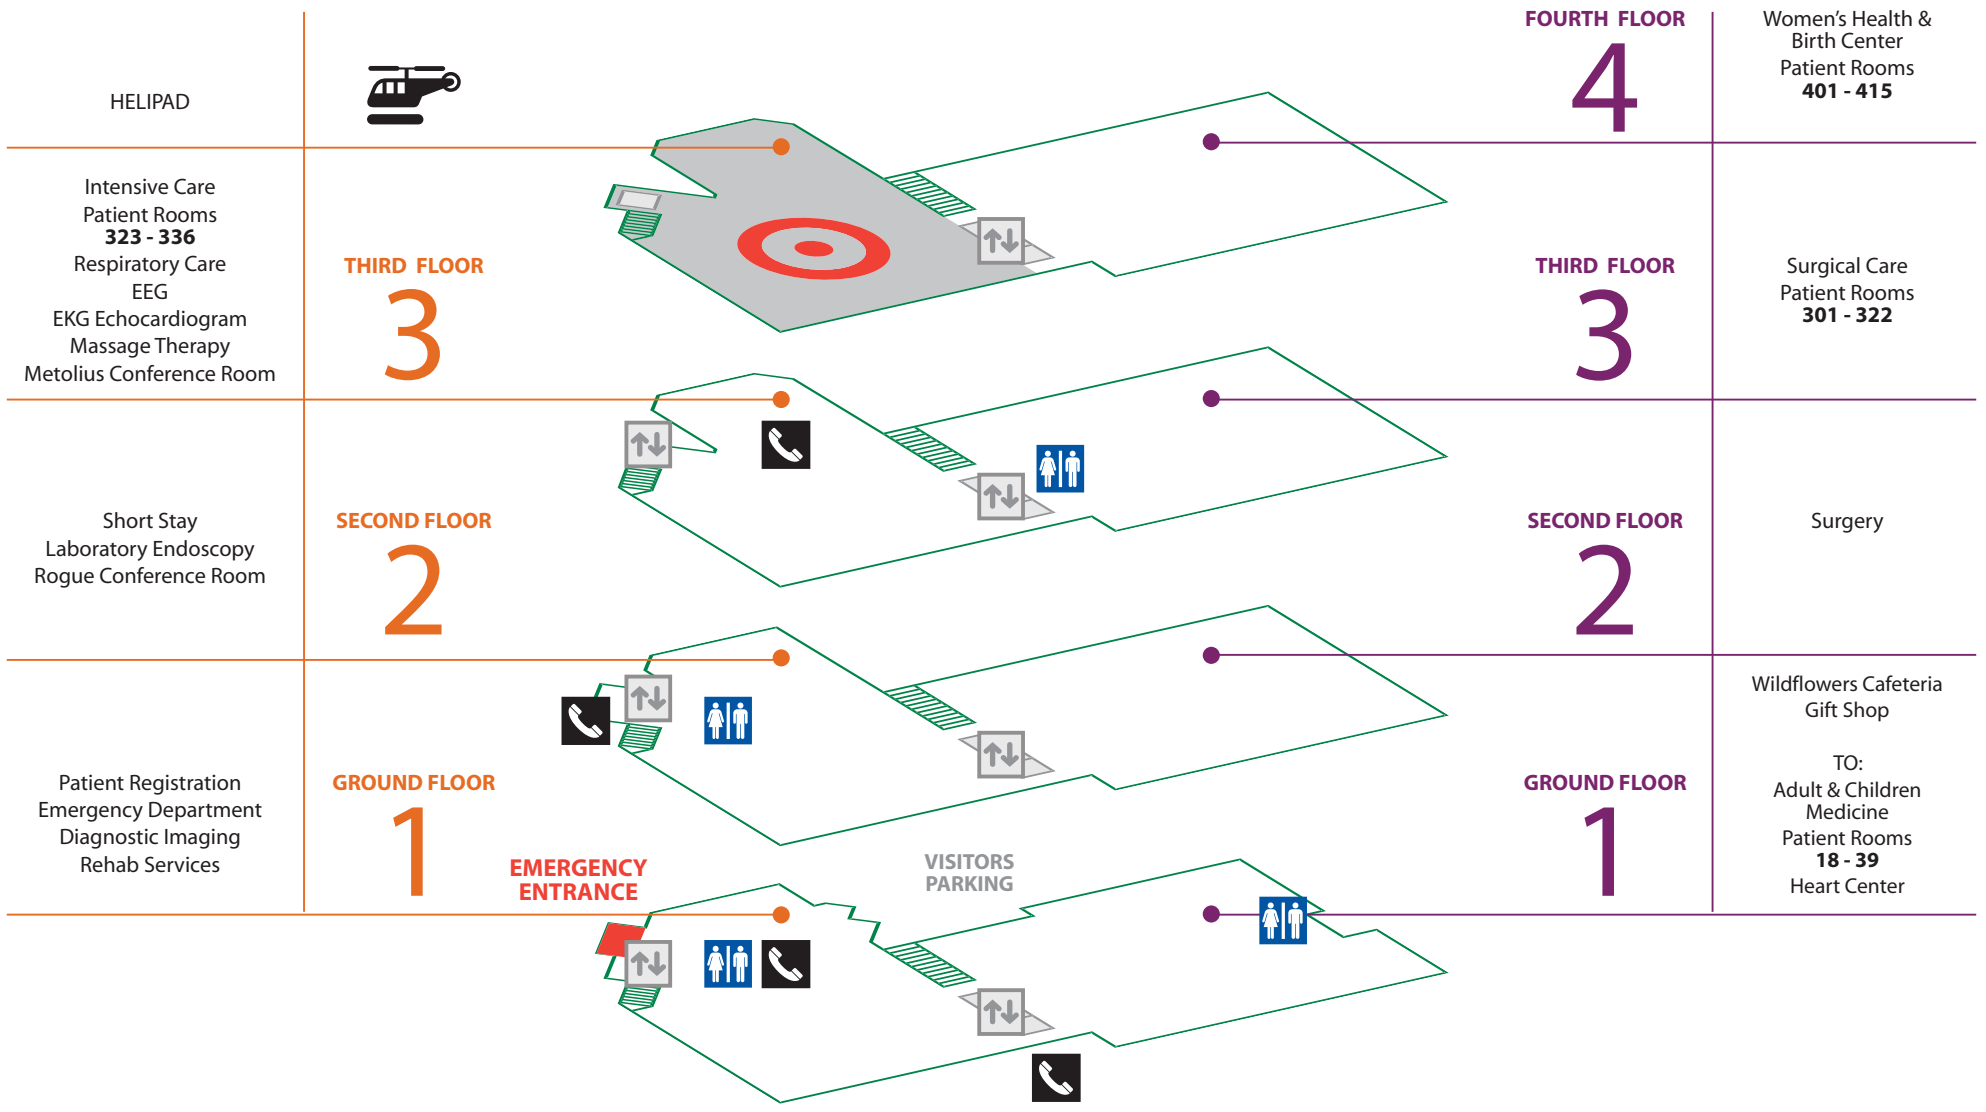 HELIPAD
Intensive Care
Patient Rooms
323 - 336
Respiratory Care
EEG
EKG Echocardiogram
Massage Therapy
Metolius Conference Room
THIRD FLOOR
3
Short Stay
Laboratory Endoscopy
Rogue Conference Room
SECOND FLOOR
2
Patient Registration
Emergency Department
Diagnostic Imaging
Rehab Services
GROUND FLOOR
1
EMERGENCY
ENTRANCE
VISITORS
PARKING
FOURTH FLOOR
4
Women's Health &
Birth Center
Patient Rooms
401 - 415
THIRD FLOOR
3
Surgical Care
Patient Rooms
301 - 322
SECOND FLOOR
2
Surgery
GROUND FLOOR
1
Wildflowers Cafeteria
Gift Shop
TO:
Adult & Children
Medicine
Patient Rooms
18 - 39
Heart Center